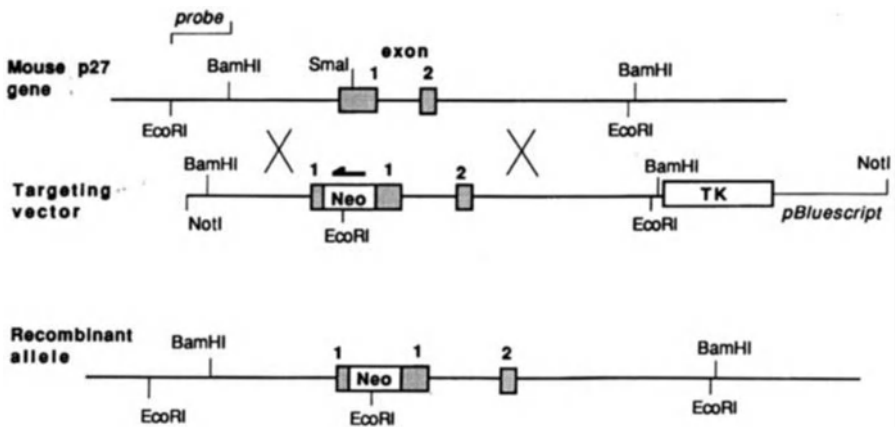 probe
exon
Mouse p27 gene
BamHI
SmaI
1
2
BamHI
EcoRI
EcoRI
Targeting vector
BamHI
1
1
2
BamHI
NotI
Neo
TK
NotI
EcoRI
EcoRI
pBluescript
Recombinant allele
BamHI
1
1
2
BamHI
Neo
EcoRI
EcoRI
EcoRI